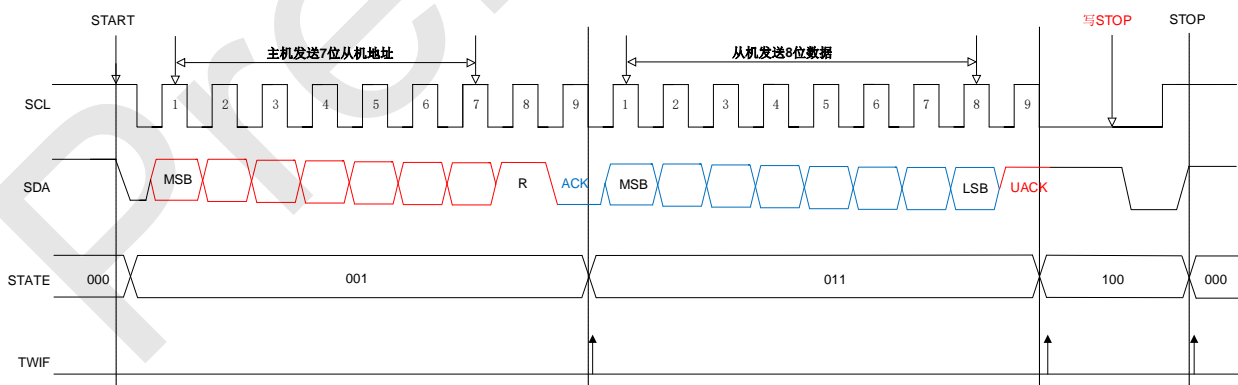 START 写STOP STOP
主机发送7位从机地址 从机发送8位数据
SCL 1 2 3 4 5 6 7 8 9 1 2 3 4 5 6 7 8 9
SDA MSB R ACK MSB LSB UACK
STATE 000 001 011 100 000
TWIF